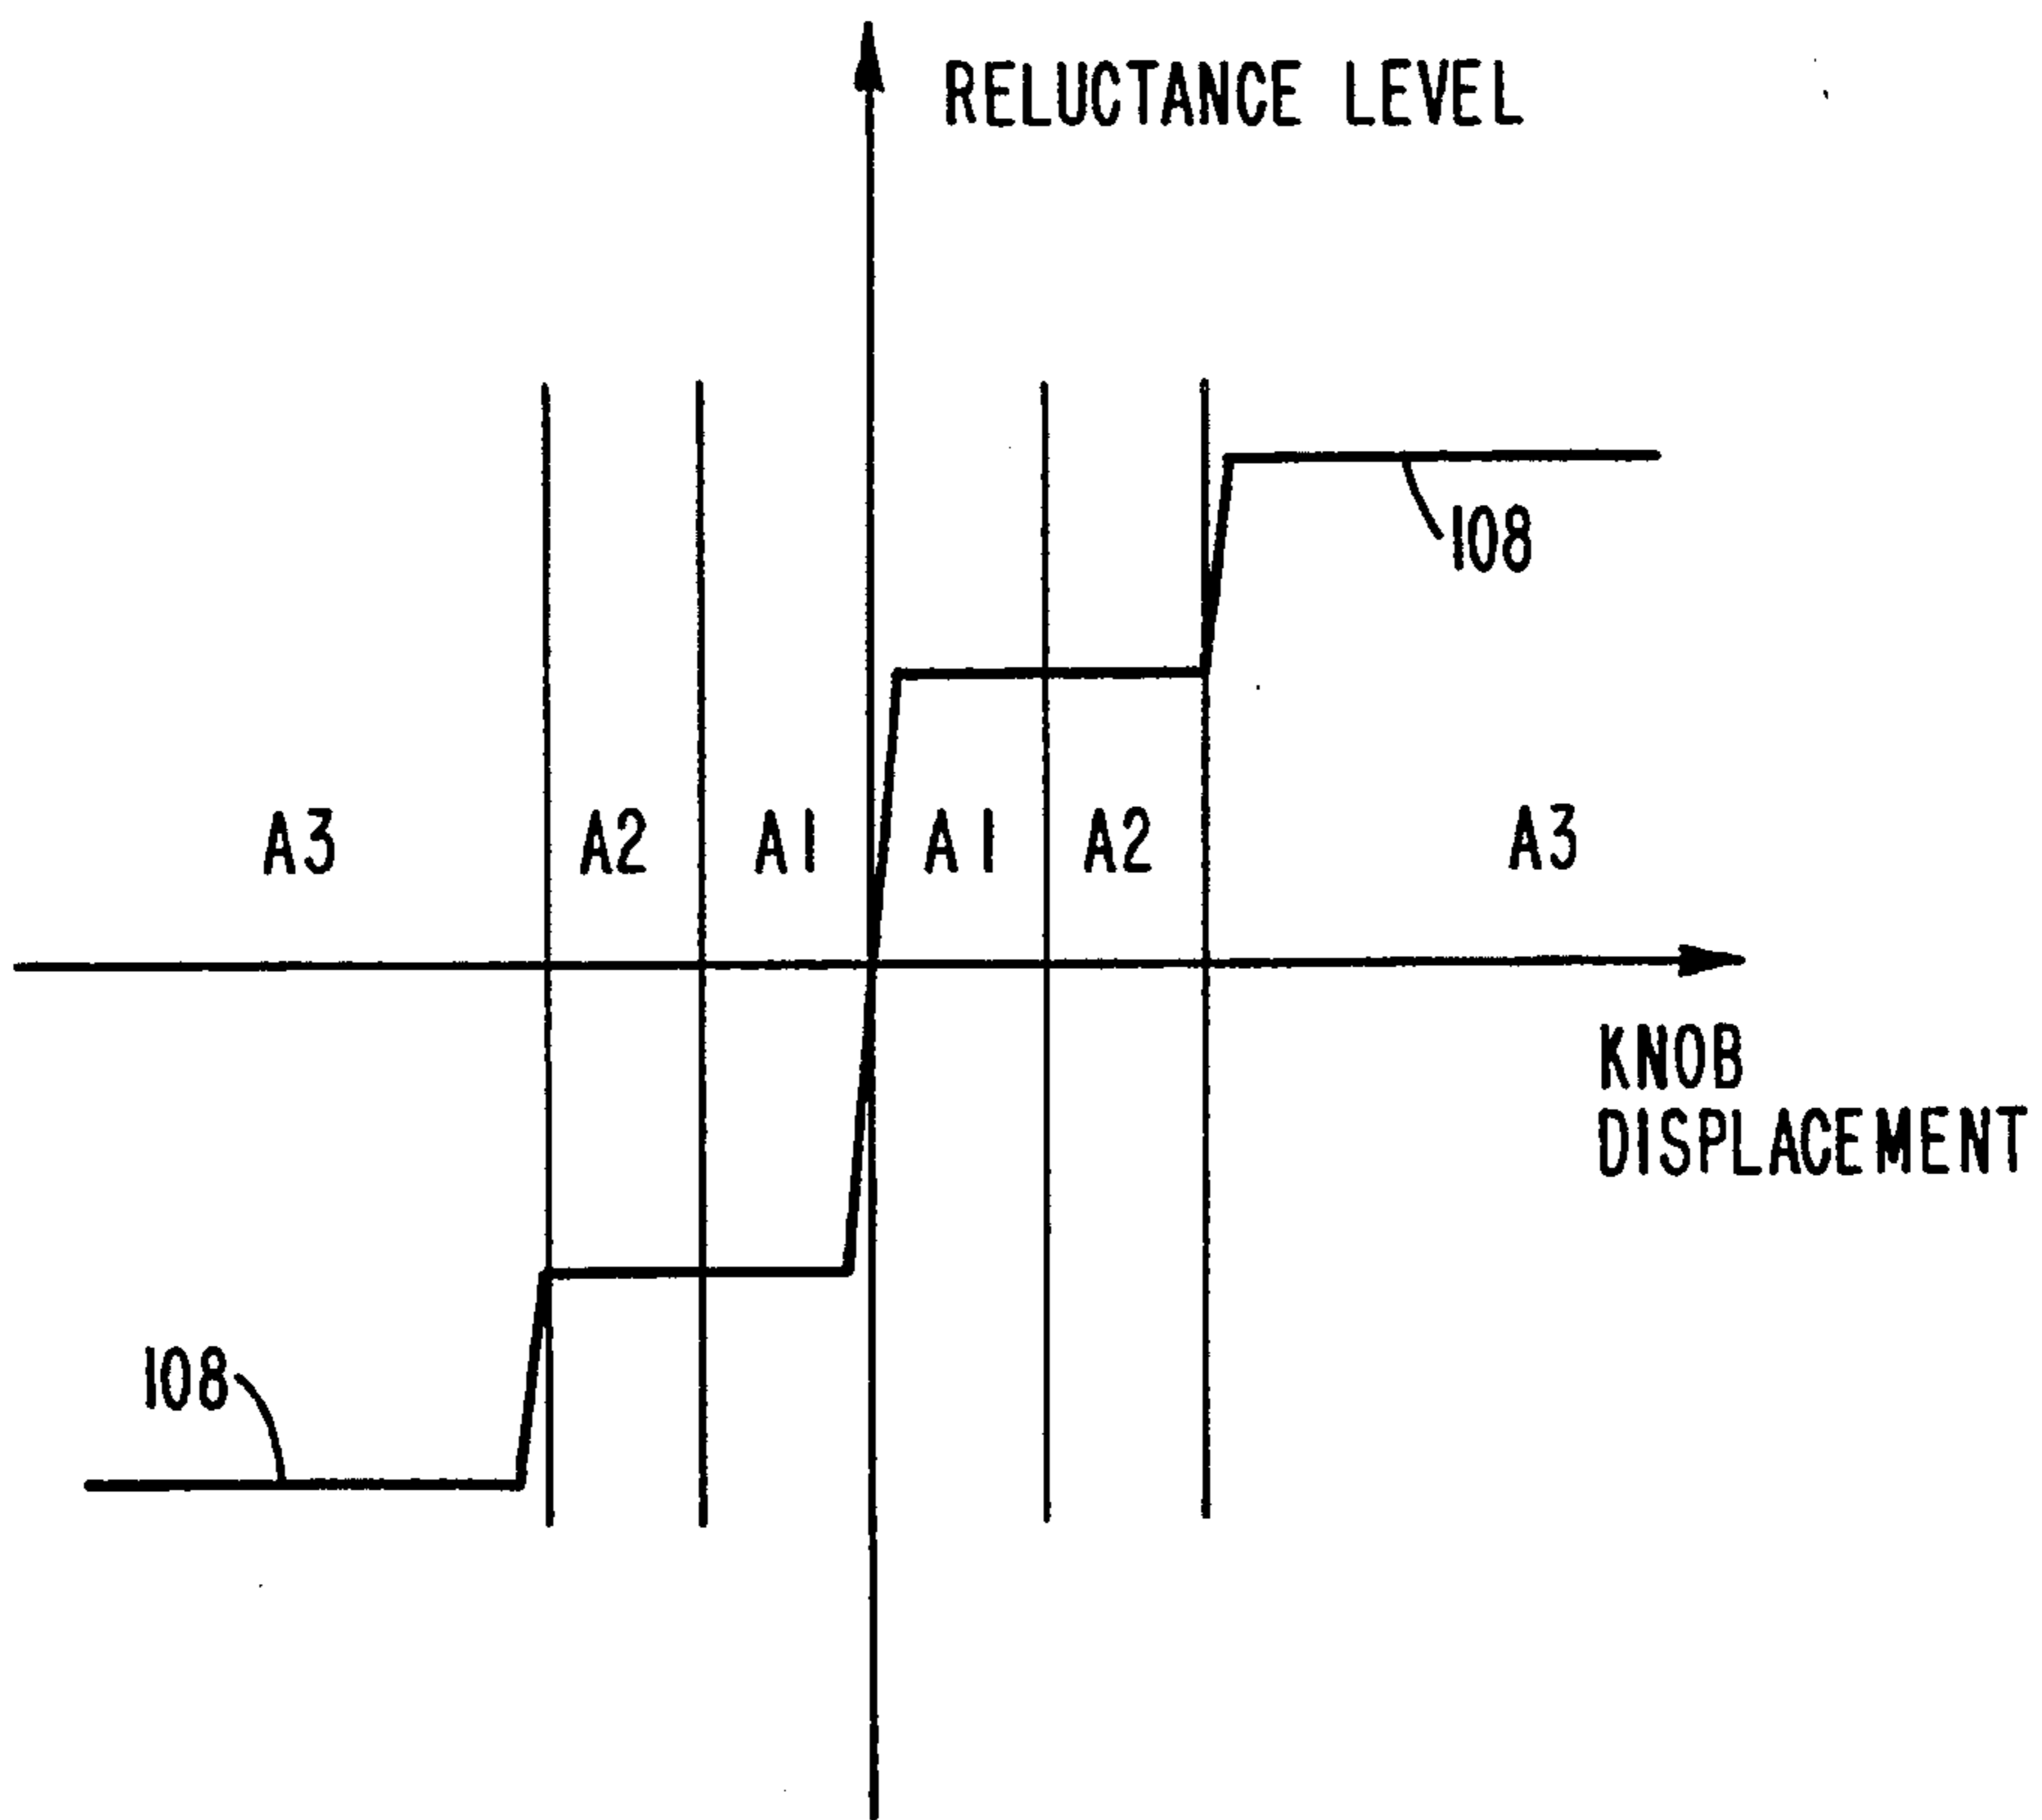 RELUCTANCE LEVEL
108
A3 A2 A1 A1 A2 A3
KNOB
DISPLACEMENT
108